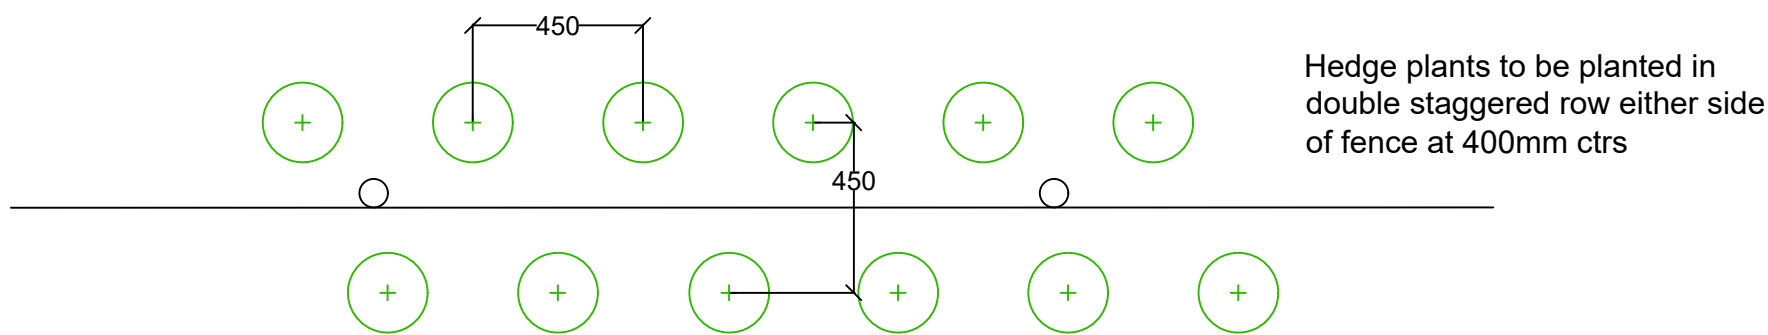 450
Hedge plants to be planted in
double staggered row either side
of fence at 400mm ctrs
450